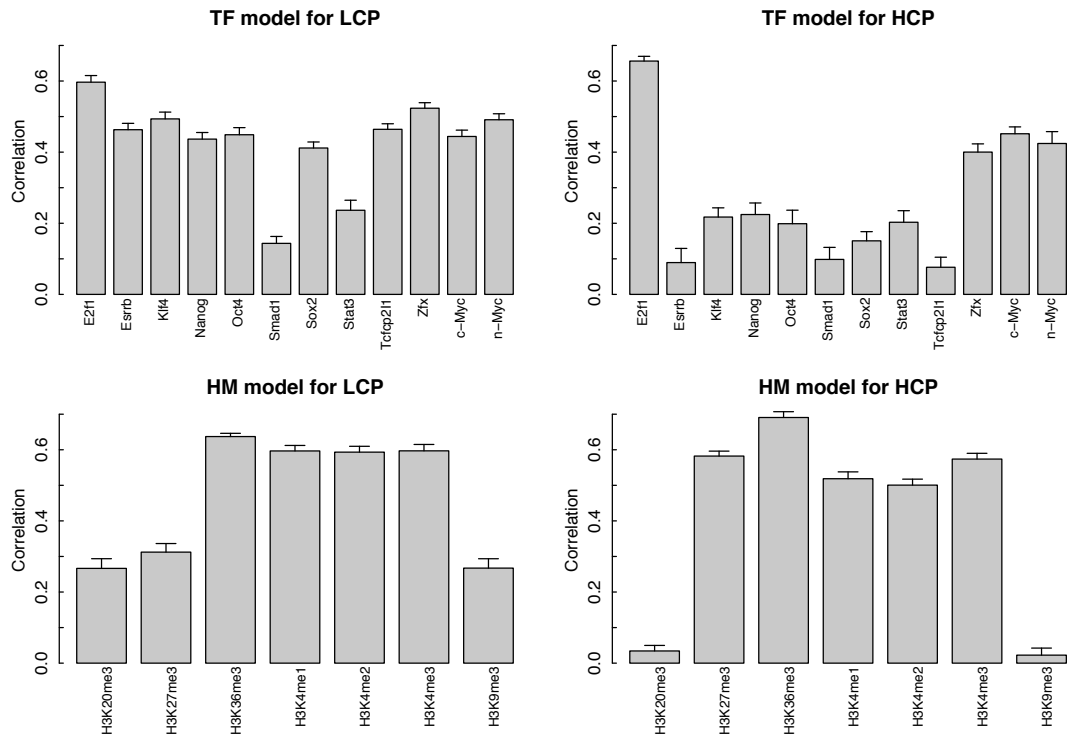 TF model for LCP
Correlation
0.0
0.2
0.4
0.6
E2f1
Esrrb
Klf4
Nanog
Oct4
Smad1
Sox2
Stat3
Tcfcp2l1
Zfx
c−Myc
n−Myc
TF model for HCP
Correlation
0.0
0.2
0.4
0.6
E2f1
Esrrb
Klf4
Nanog
Oct4
Smad1
Sox2
Stat3
Tcfcp2l1
Zfx
c−Myc
n−Myc
HM model for LCP
Correlation
0.0
0.2
0.4
0.6
H3K20me3
H3K27me3
H3K36me3
H3K4me1
H3K4me2
H3K4me3
H3K9me3
HM model for HCP
Correlation
0.0
0.2
0.4
0.6
H3K20me3
H3K27me3
H3K36me3
H3K4me1
H3K4me2
H3K4me3
H3K9me3